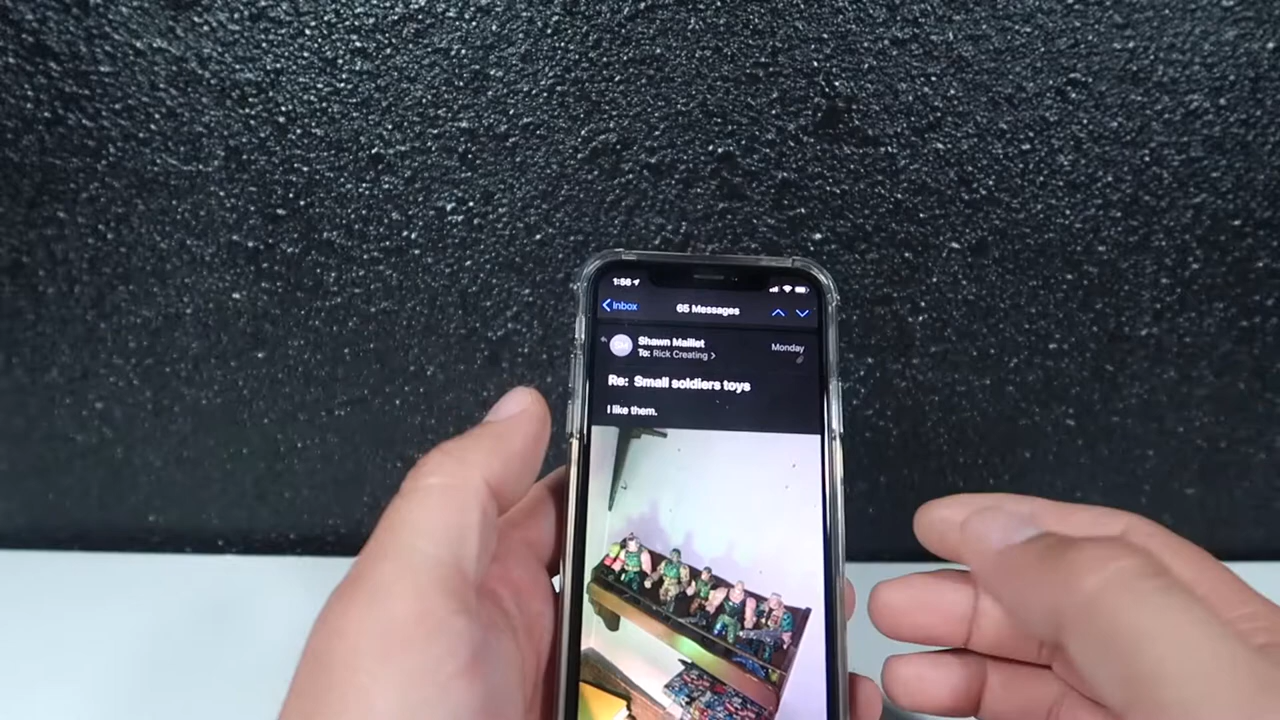 1:56
Inbox
65 Messages
SM
Shawn Maillet
Monday
To: Rick Creating
Re: Small soldiers toys
I like them.